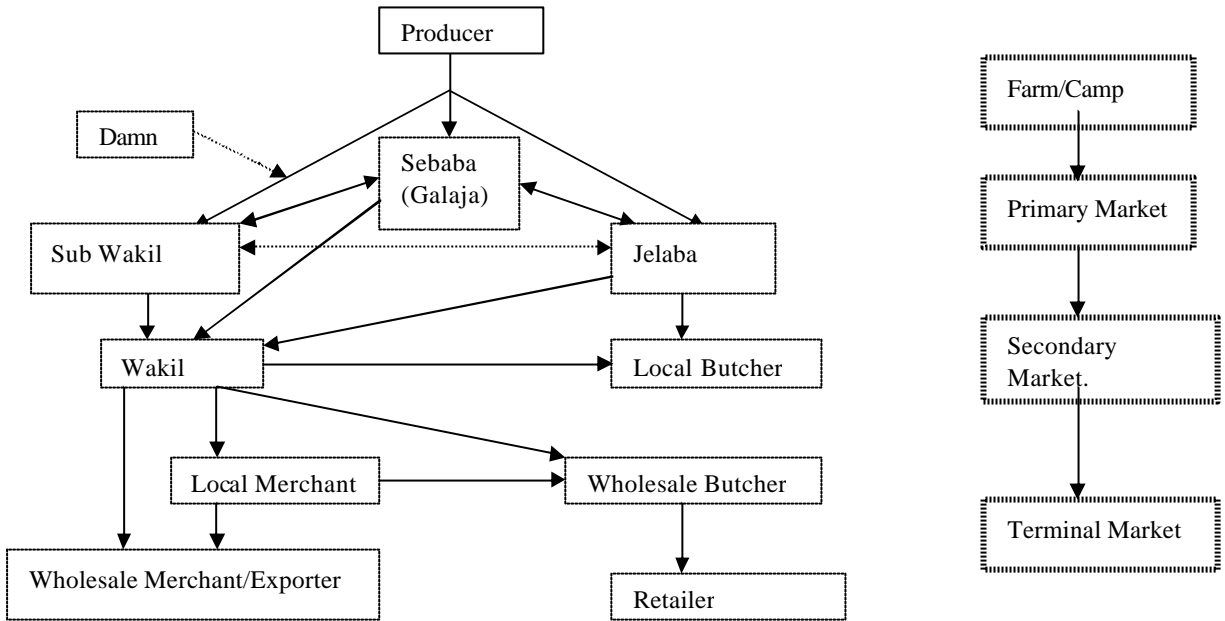 Producer
Damn
Sebaba
(Galaja)
Sub Wakil
Jelaba
Wakil
Local Butcher
Local Merchant
Wholesale Butcher
Wholesale Merchant/Exporter
Retailer
Farm/Camp
Primary Market
Secondary
Market.
Terminal Market